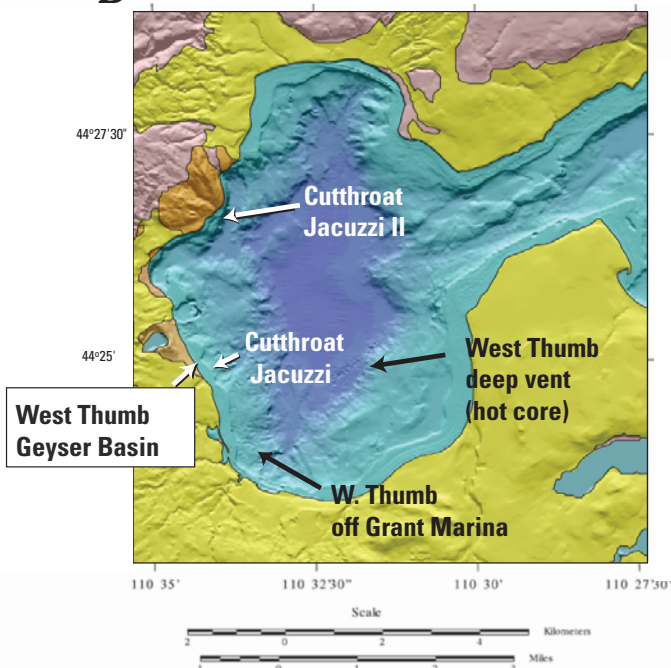 44°27'30"
Cutthroat
Jacuzzi II
44°25'
Cutthroat
Jacuzzi
West Thumb
deep vent
(hot core)
West Thumb
Geyser Basin
W. Thumb
off Grant Marina
110 35'
110 32'30"
110 30'
110 27'30"
Scale
Kilometers
2 0 2 4
Miles
1 0 1 2 3